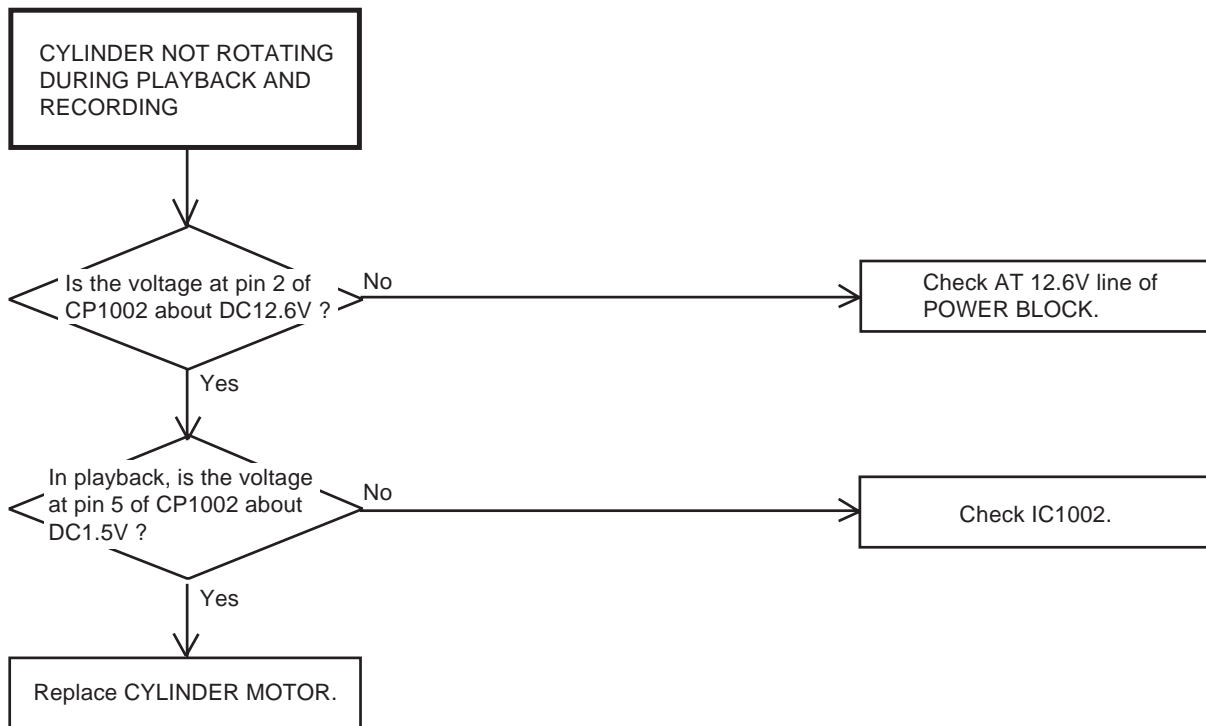 CYLINDER NOT ROTATING
DURING PLAYBACK AND
RECORDING
Is the voltage at pin 2 of
CP1002 about DC12.6V ?
No
Check AT 12.6V line of
POWER BLOCK.
Yes
In playback, is the voltage
at pin 5 of CP1002 about
DC1.5V ?
No
Check IC1002.
Yes
Replace CYLINDER MOTOR.